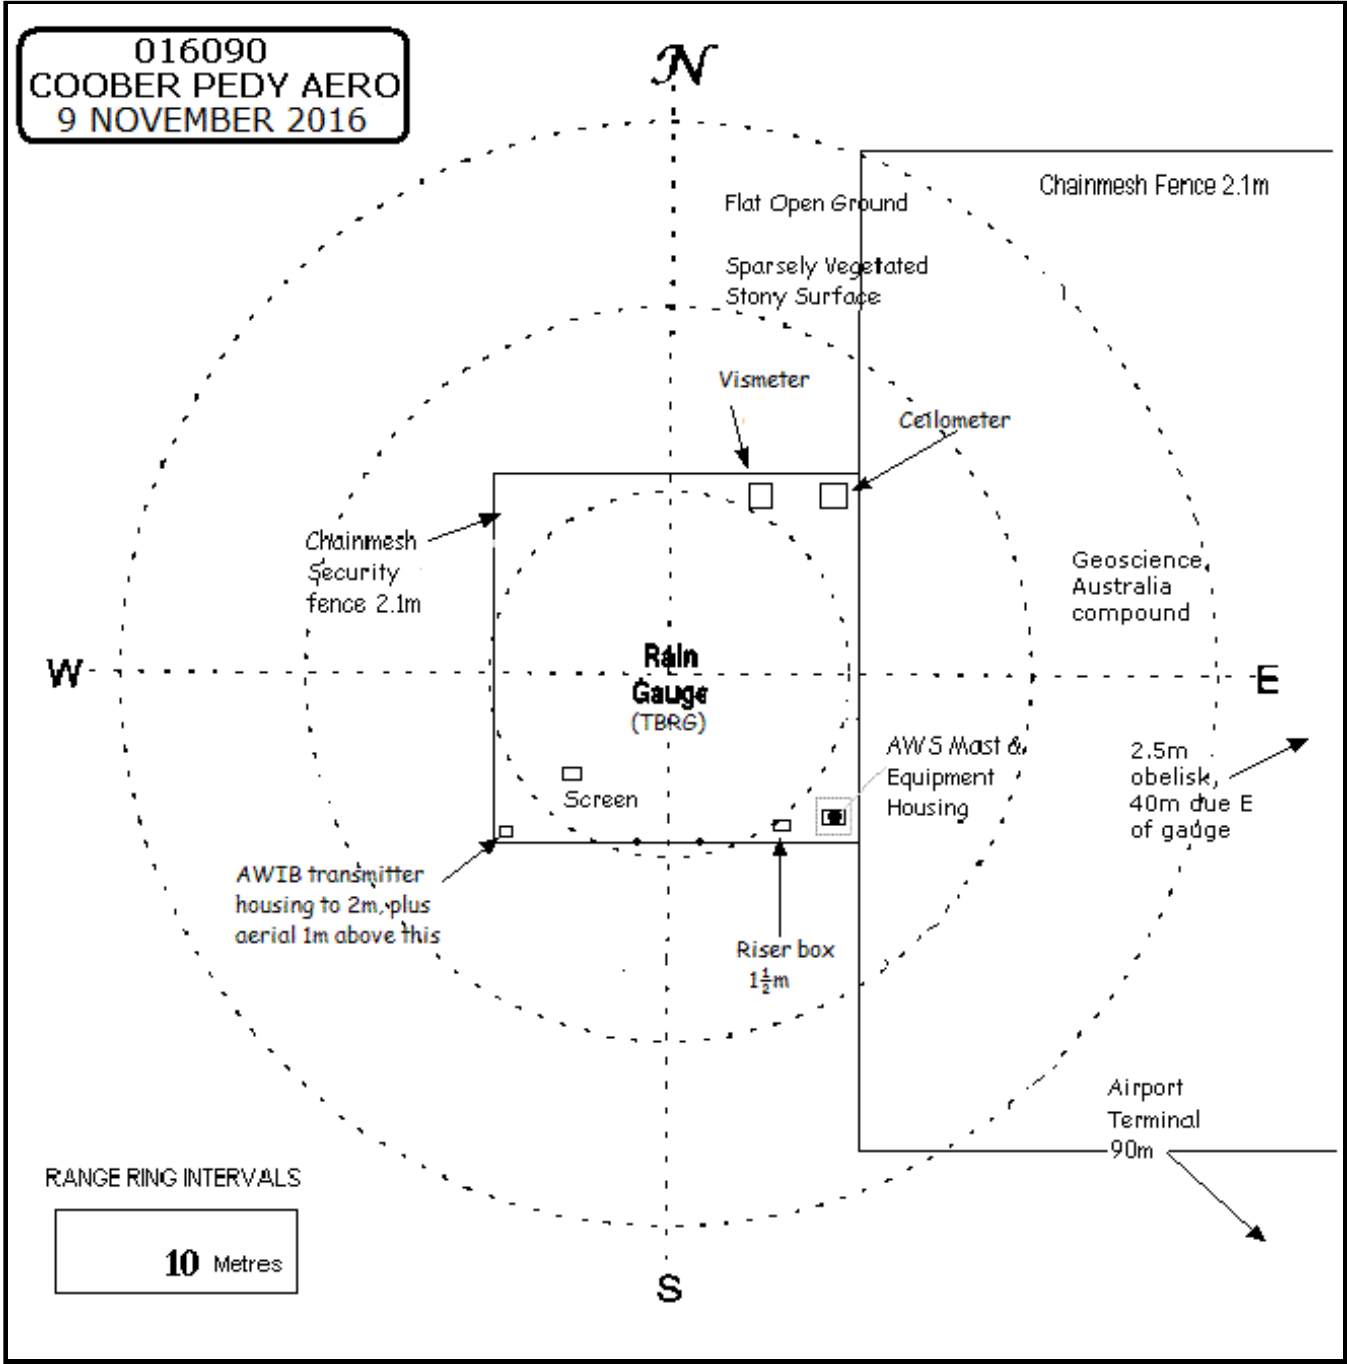 016090
COOBER PEDY AERO
9 NOVEMBER 2016
N
Chainmesh Fence 2.1m
Flat Open Ground
Sparsely Vegetated
Stony Surface
Vismeter
Ceilometer
Chainmesh
Security
fence 2.1m
Geoscience
Australia
compound
W
Rain
Gauge
(TBRG)
E
AWS Mast &
Equipment
Housing
2.5m
obelisk,
40m due E
of gauge
Screen
AWIB transmitter
housing to 2m, plus
aerial 1m above this
Riser box
1½m
Airport
Terminal
90m
RANGE RING INTERVALS
10 Metres
S